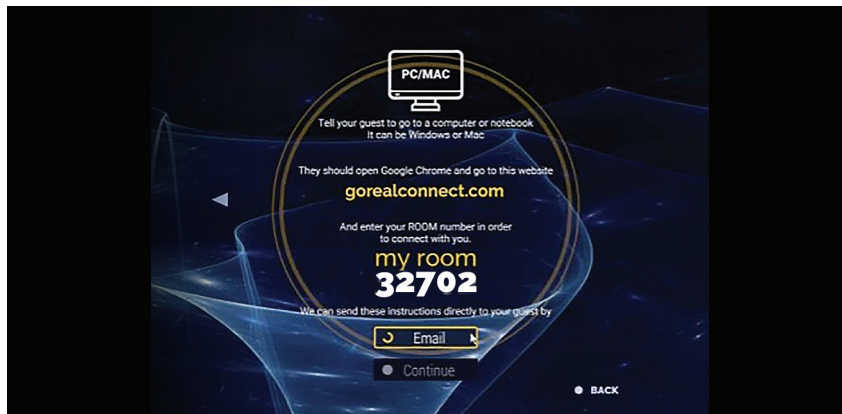 PC/MAC
Tell your guest to go to a computer or notebook
It can be Windows or Mac
They should open Google Chrome and go to this website
gorealconnect.com
And enter your ROOM number in order
to connect with you.
my room
32702
We can send these instructions directly to your guest by
Email
Continue
BACK